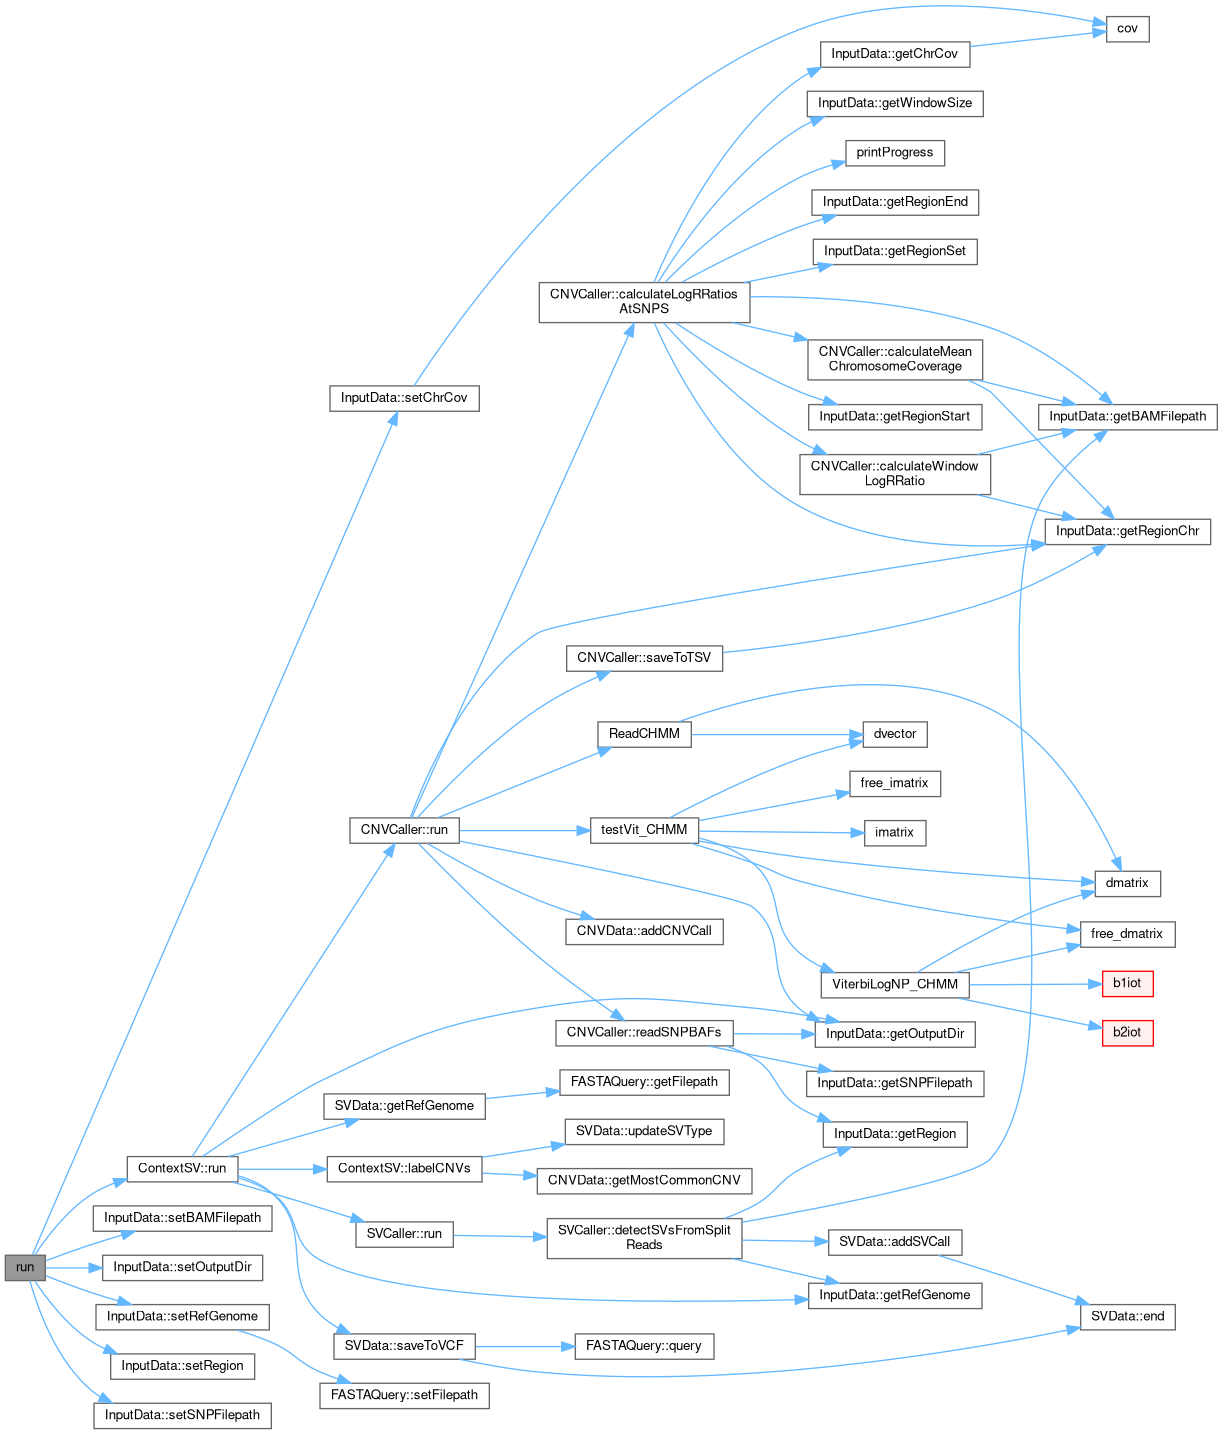 cov
InputData::getChrCov
InputData::getWindowSize
printProgress
InputData::getRegionEnd
InputData::getRegionSet
CNVCaller::calculateLogRRatios
AtSNPS
CNVCaller::calculateMean
ChromosomeCoverage
InputData::setChrCov
InputData::getRegionStart
InputData::getBAMFilepath
CNVCaller::calculateWindow
LogRRatio
InputData::getRegionChr
CNVCaller::saveToTSV
ReadCHMM
dvector
free_imatrix
CNVCaller::run
testVit_CHMM
imatrix
dmatrix
CNVData::addCNVCall
free_dmatrix
ViterbiLogNP_CHMM
b1iot
CNVCaller::readSNPBAFs
InputData::getOutputDir
b2iot
FASTAQuery::getFilepath
InputData::getSNPFilepath
SVData::getRefGenome
SVData::updateSVType
InputData::getRegion
ContextSV::run
ContextSV::labelCNVs
CNVData::getMostCommonCNV
InputData::setBAMFilepath
SVCaller::run
SVCaller::detectSVsFromSplit
Reads
SVData::addSVCall
run
InputData::setOutputDir
InputData::getRefGenome
InputData::setRefGenome
SVData::end
SVData::saveToVCF
FASTAQuery::query
InputData::setRegion
FASTAQuery::setFilepath
InputData::setSNPFilepath